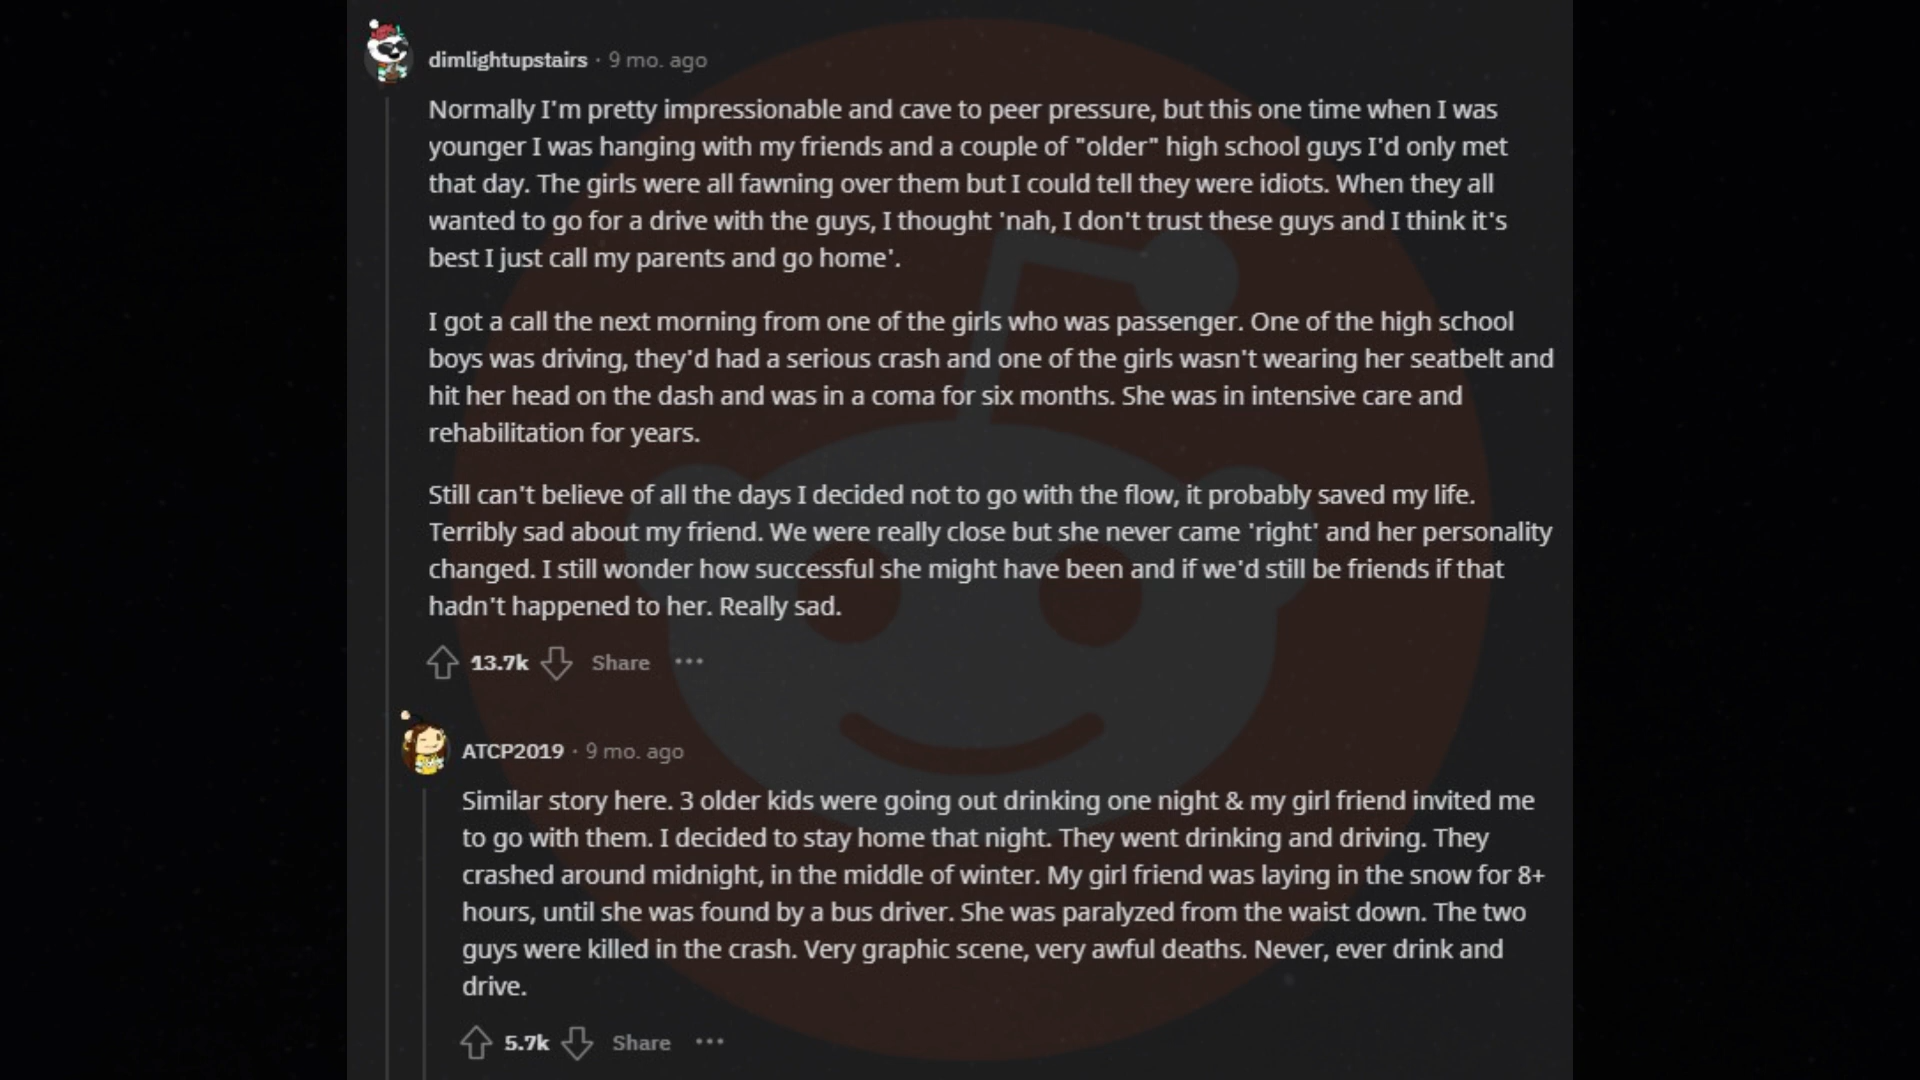 dimlightupstairs · 9 mo. ago
Normally I'm pretty impressionable and cave to peer pressure, but this one time when I was
younger I was hanging with my friends and a couple of "older" high school guys I'd only met
that day. The girls were all fawning over them but I could tell they were idiots. When they all
wanted to go for a drive with the guys, I thought 'nah, I don't trust these guys and I think it's
best I just call my parents and go home'.
I got a call the next morning from one of the girls who was passenger. One of the high school
boys was driving, they'd had a serious crash and one of the girls wasn't wearing her seatbelt and
hit her head on the dash and was in a coma for six months. She was in intensive care and
rehabilitation for years.
Still can't believe of all the days I decided not to go with the flow, it probably saved my life.
Terribly sad about my friend. We were really close but she never came 'right' and her personality
changed. I still wonder how successful she might have been and if we'd still be friends if that
hadn't happened to her. Really sad.
13.7k Share ···
ATCP2019 · 9 mo. ago
Similar story here. 3 older kids were going out drinking one night & my girl friend invited me
to go with them. I decided to stay home that night. They went drinking and driving. They
crashed around midnight, in the middle of winter. My girl friend was laying in the snow for 8+
hours, until she was found by a bus driver. She was paralyzed from the waist down. The two
guys were killed in the crash. Very graphic scene, very awful deaths. Never, ever drink and
drive.
5.7k Share ···